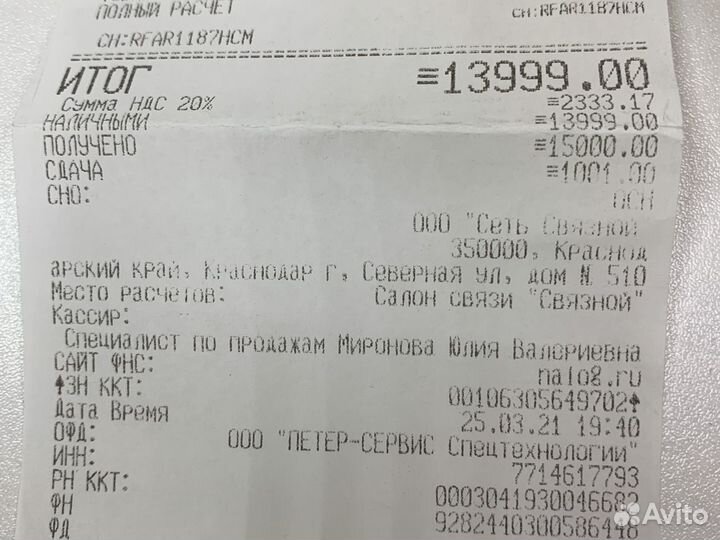 ПОЛНЫЙ РАСЧЕТ
СН:RFAR1187HCM
СН:RFAR1187HCM
ИТОГ ≡13999.00
Сумма НДС 20% ≡2333.17
НАЛИЧНЫМИ ≡13999.00
ПОЛУЧЕНО ≡15000.00
СДАЧА ≡1001.00
СНО: ОСН
ООО "Сеть Связной
350000, Краснод
арский край, Краснодар г, Северная ул, дом N 510
Место расчетов: Салон связи "Связной"
Кассир:
Специалист по продажам Миронова Юлия Валориевна
САЙТ ФНС: nalog.ru
ЗН ККТ: 00106305649702
Дата Время 25.03.21 19:40
ОФД: ООО "ПЕТЕР-СЕРВИС Спецтехнологии"
ИНН: 7714617793
РН ККТ: 0003041930046682
ФН 9282440300586448
ФД
Avito